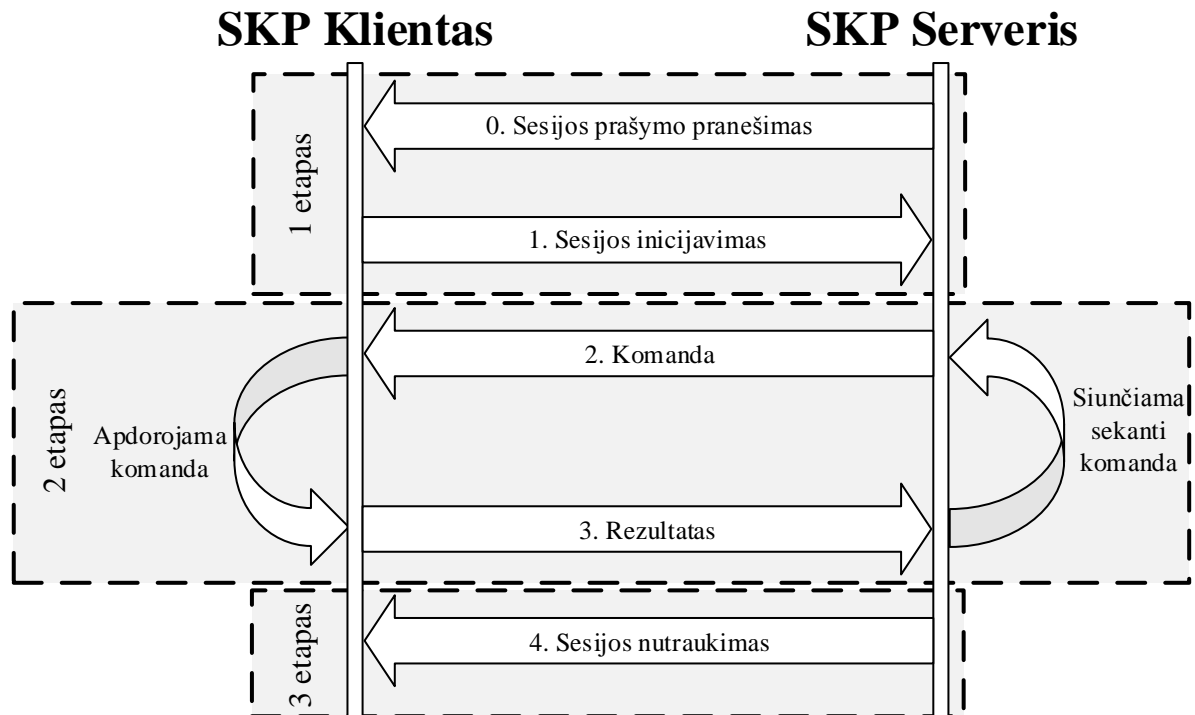 SKP Klientas
SKP Serveris
1 etapas
0. Sesijos prašymo pranešimas
1. Sesijos inicijavimas
2 etapas
2. Komanda
Apdorojama
komanda
Siunčiama
sekanti
komanda
3. Rezultatas
3 etapas
4. Sesijos nutraukimas